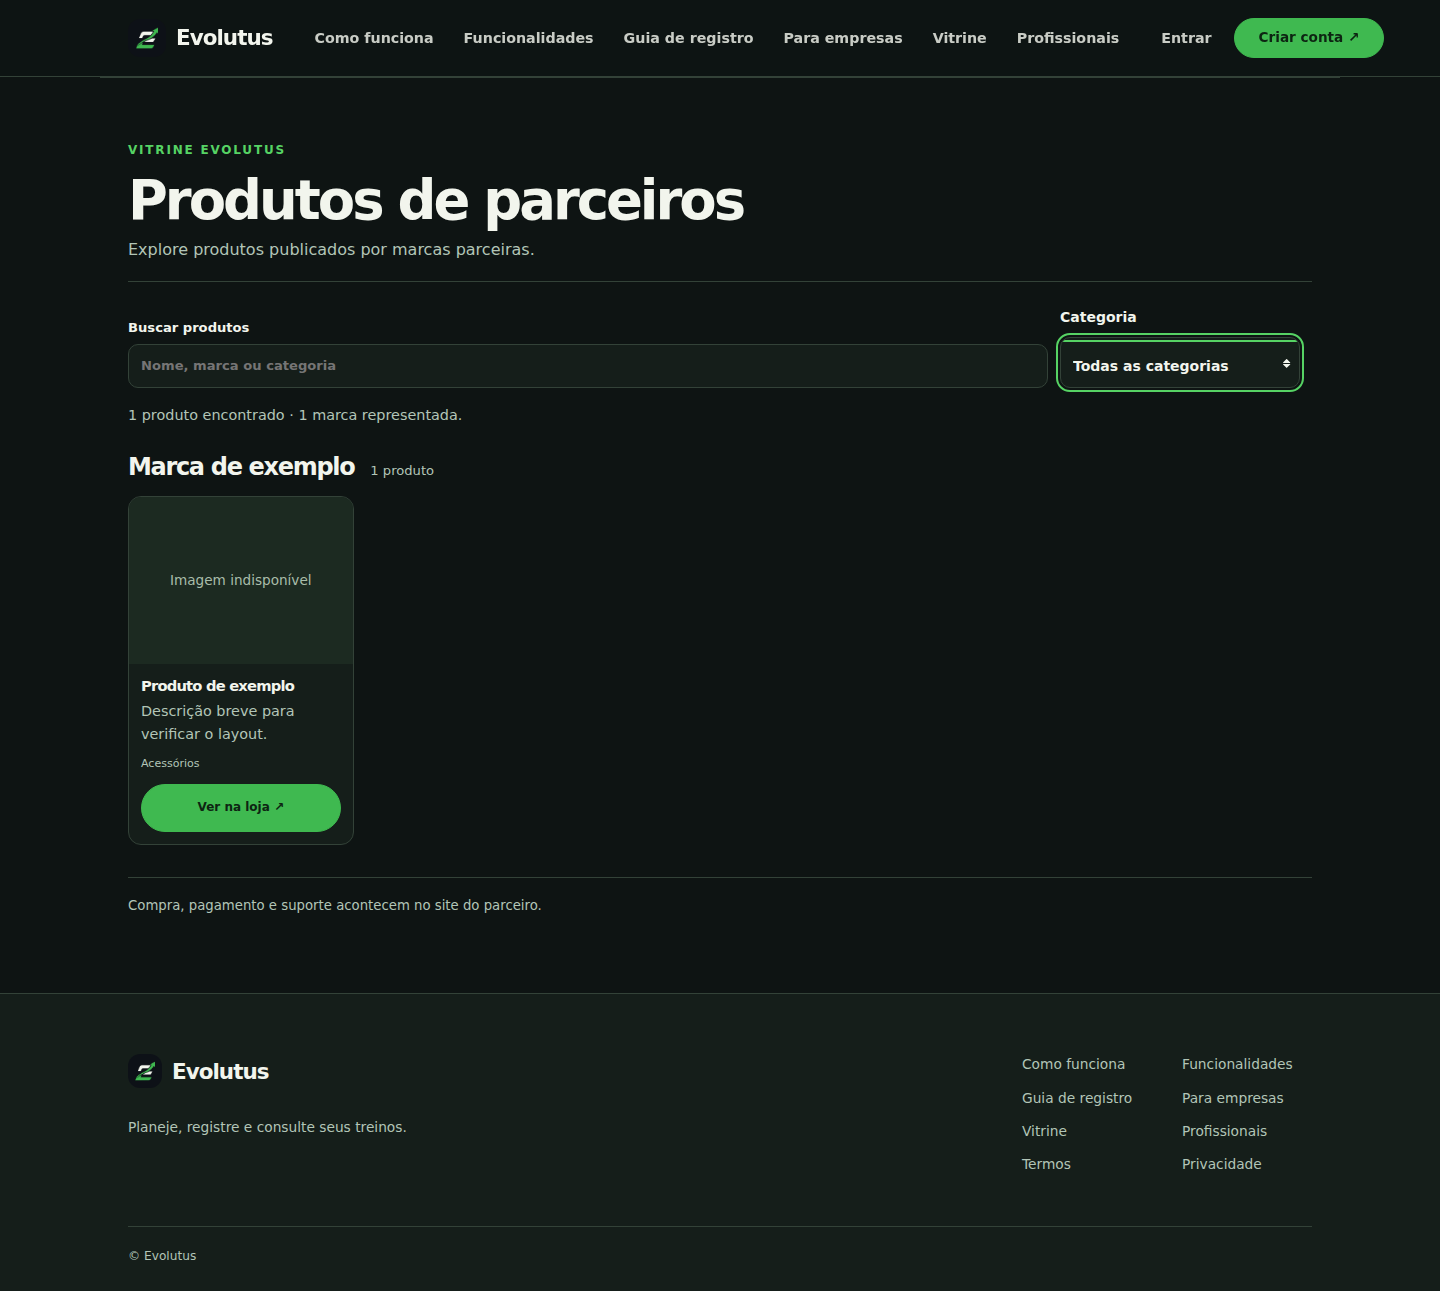 Evolutus
Como funciona
Funcionalidades
Guia de registro
Para empresas
Vitrine
Profissionais
Entrar
Criar conta ↗
VITRINE EVOLUTUS
Produtos de parceiros
Explore produtos publicados por marcas parceiras.
Buscar produtos
Nome, marca ou categoria
Categoria
Todas as categorias
1 produto encontrado · 1 marca representada.
Marca de exemplo
1 produto
Imagem indisponível
Produto de exemplo
Descrição breve para
verificar o layout.
Acessórios
Ver na loja ↗
Compra, pagamento e suporte acontecem no site do parceiro.
Evolutus
Planeje, registre e consulte seus treinos.
Como funciona
Funcionalidades
Guia de registro
Para empresas
Vitrine
Profissionais
Termos
Privacidade
© Evolutus